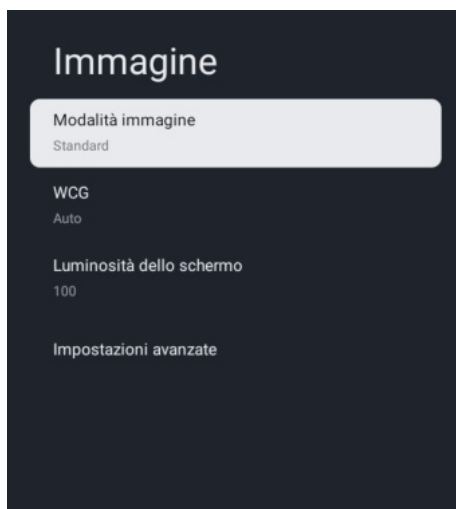 Immagine
Modalità immagine
Standard
WCG
Auto
Luminosità dello schermo
100
Impostazioni avanzate